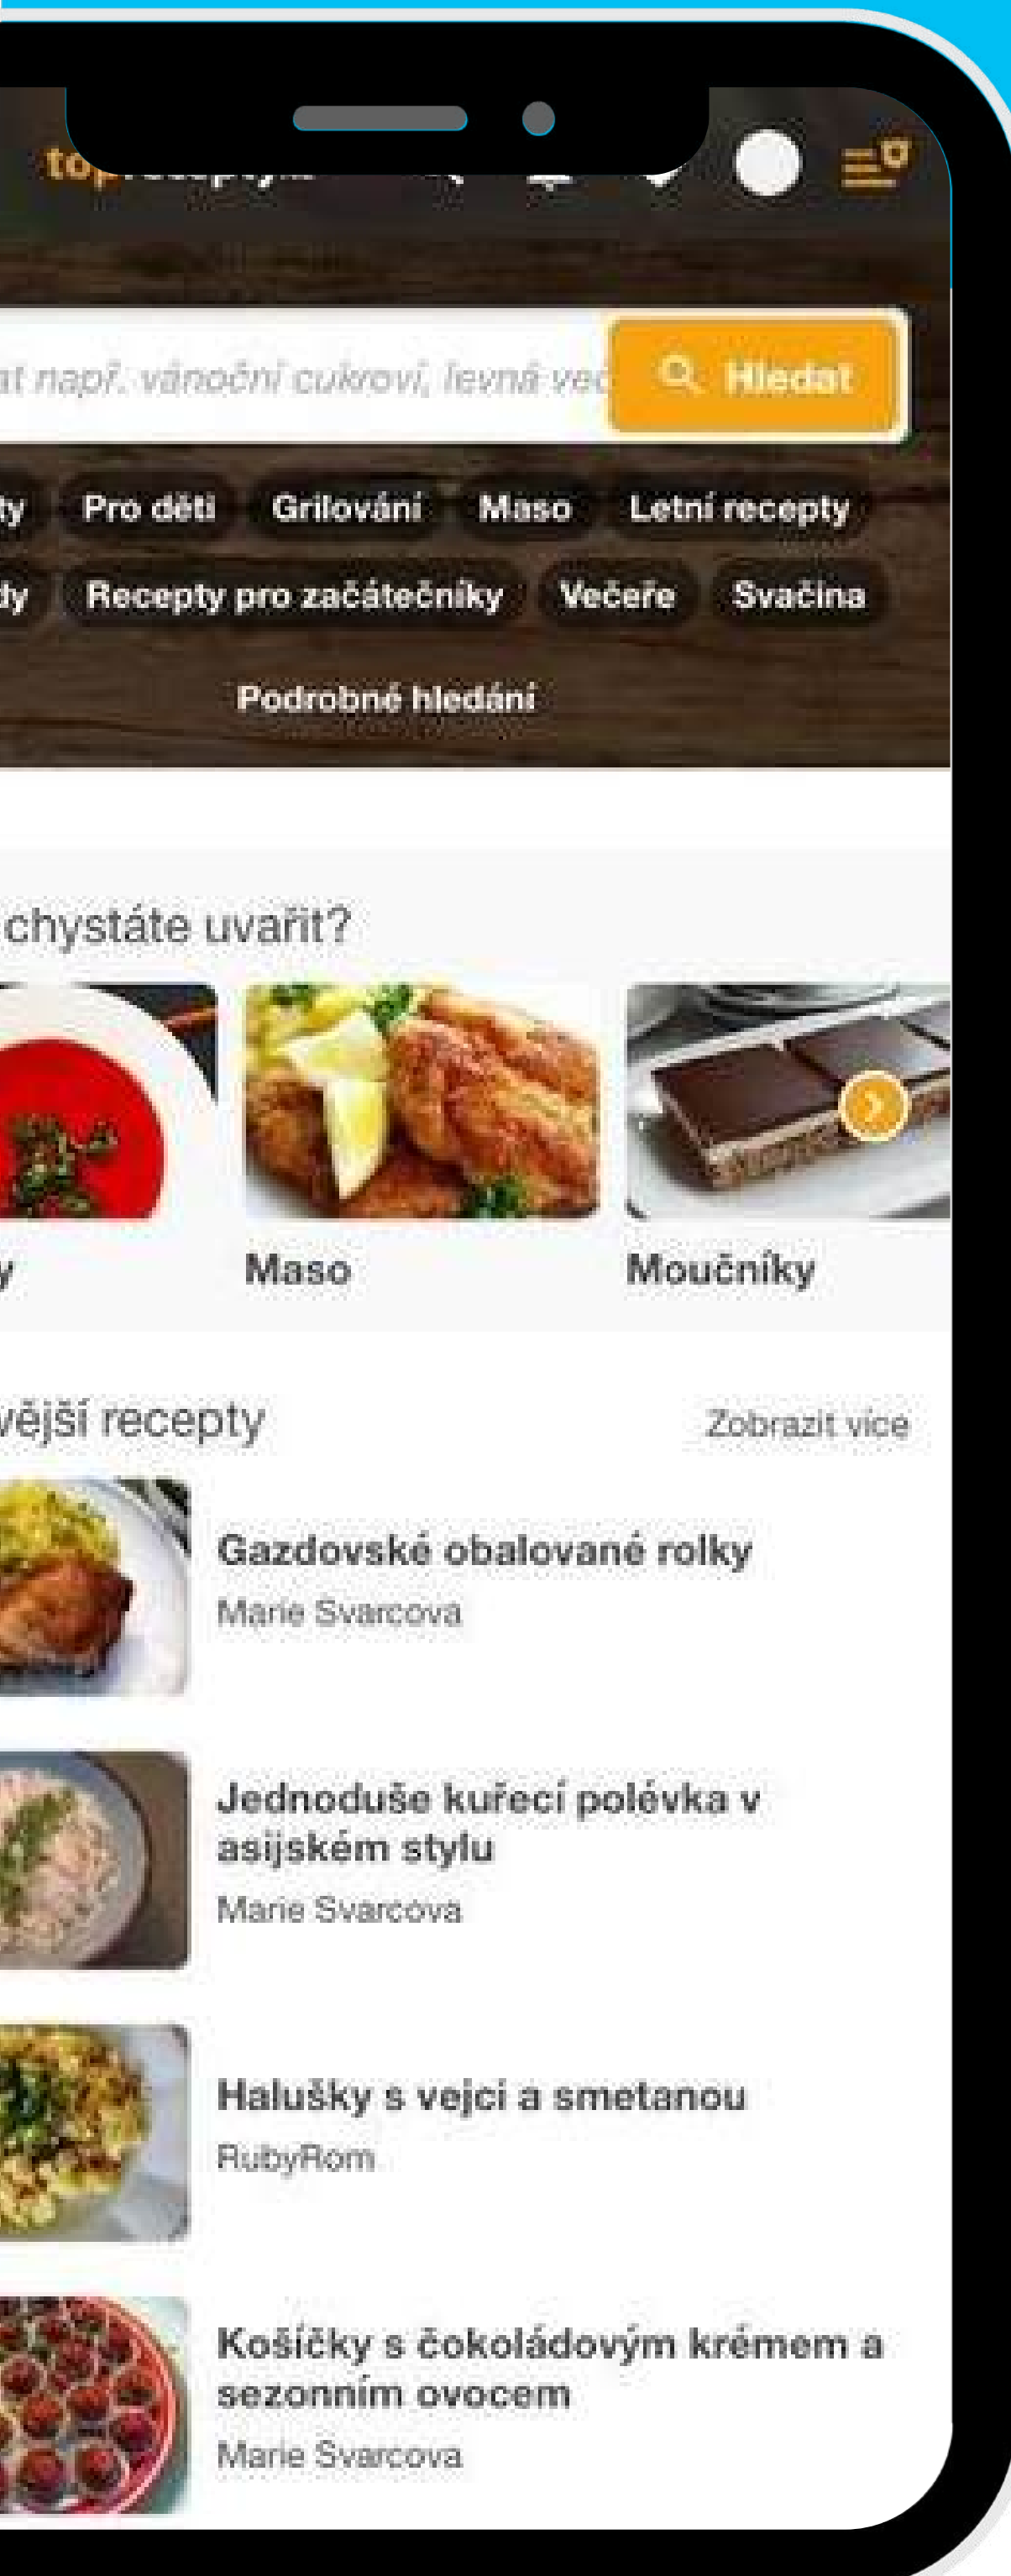 toprecepty...
at např. vánoční cukroví, levná več
Hledat
ty Pro děti Grilování Maso Letní recepty
dy Recepty pro začátečníky Večeře Svačina
Podrobné hledání
chystáte uvařit?
y Maso Moučníky
vější recepty Zobrazit více
Gazdovské obalované rolky
Marie Svarcova
Jednoduše kuřecí polévka v
asijském stylu
Marie Svarcova
Halušky s vejci a smetanou
RubyRom
Košíčky s čokoládovým krémem a
sezonním ovocem
Marie Svarcova